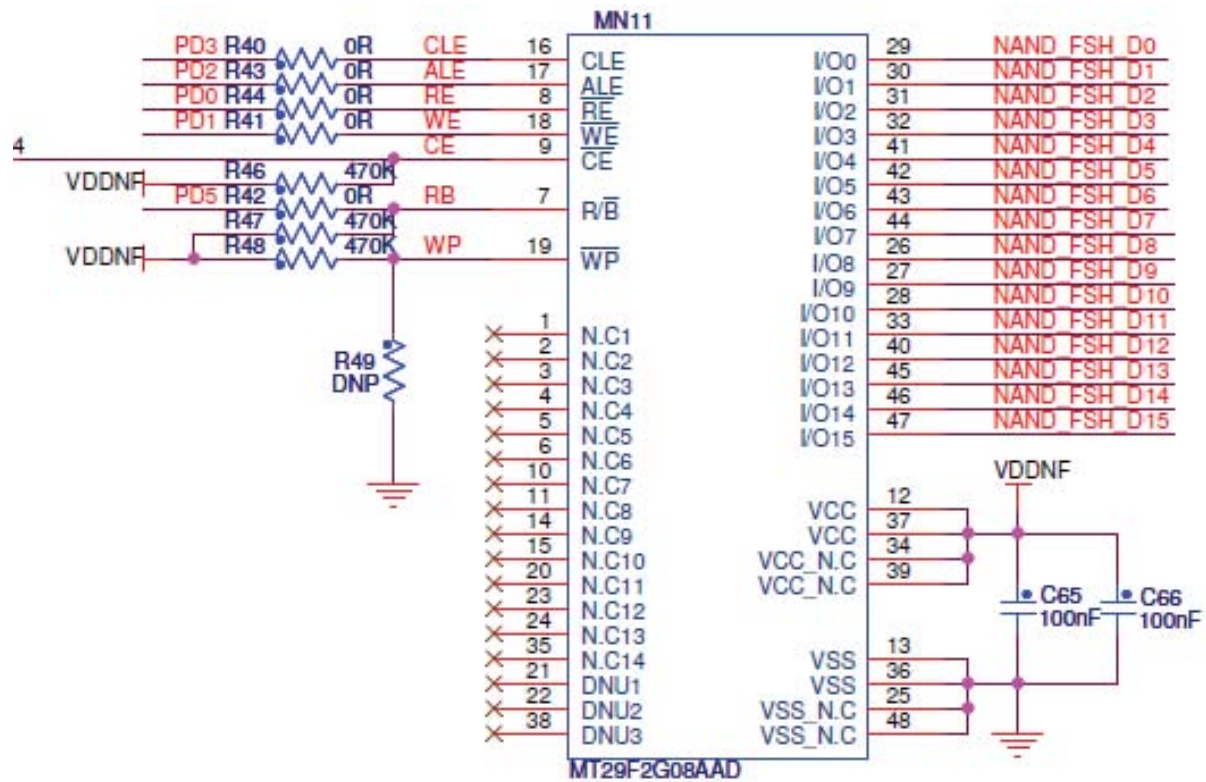 MN11
PD3 R40 0R CLE 16 CLE I/O0 29 NAND_FSH_D0
PD2 R43 0R ALE 17 ALE I/O1 30 NAND_FSH_D1
PD0 R44 0R RE 8 RE I/O2 31 NAND_FSH_D2
PD1 R41 0R WE 18 WE I/O3 32 NAND_FSH_D3
4 CE 9 CE I/O4 41 NAND_FSH_D4
VDDNF R46 470K I/O5 42 NAND_FSH_D5
PD5 R42 0R RB 7 R/B I/O6 43 NAND_FSH_D6
R47 470K I/O7 44 NAND_FSH_D7
VDDNF R48 470K WP 19 WP I/O8 26 NAND_FSH_D8
I/O9 27 NAND_FSH_D9
I/O10 28 NAND_FSH_D10
1 N.C1 I/O11 33 NAND_FSH_D11
2 N.C2 I/O12 40 NAND_FSH_D12
R49 3 N.C3 I/O13 45 NAND_FSH_D13
DNP 4 N.C4 I/O14 46 NAND_FSH_D14
5 N.C5 I/O15 47 NAND_FSH_D15
6 N.C6
VDDNF
10 N.C7
11 N.C8 VCC 12
14 N.C9 VCC 37
15 N.C10 VCC_N.C 34
20 N.C11 VCC_N.C 39
23 N.C12 C65 C66
100nF 100nF
24 N.C13
35 N.C14 VSS 13
21 DNU1 VSS 36
22 DNU2 VSS_N.C 25
38 DNU3 VSS_N.C 48
MT29F2G08AAD